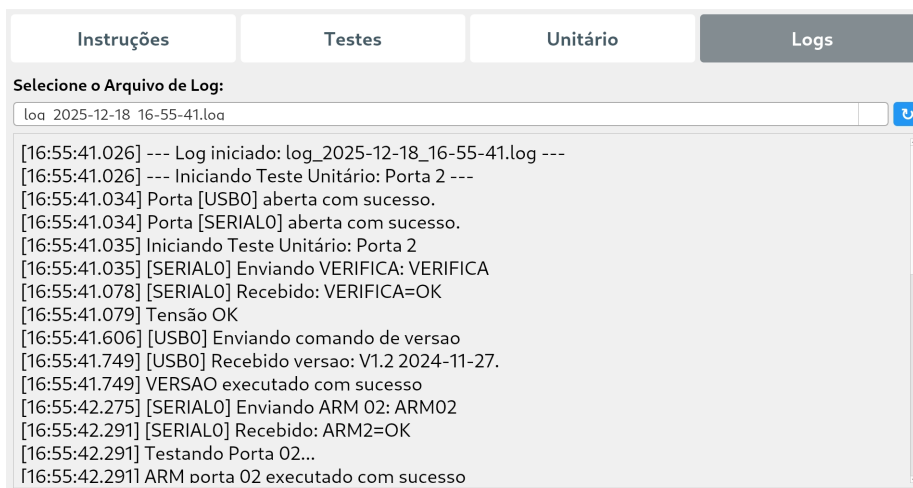 Instruções
Testes
Unitário
Logs
Selecione o Arquivo de Log:
log_2025-12-18_16-55-41.log
[16:55:41.026] --- Log iniciado: log_2025-12-18_16-55-41.log ---
[16:55:41.026] --- Iniciando Teste Unitário: Porta 2 ---
[16:55:41.034] Porta [USB0] aberta com sucesso.
[16:55:41.034] Porta [SERIAL0] aberta com sucesso.
[16:55:41.035] Iniciando Teste Unitário: Porta 2
[16:55:41.035] [SERIAL0] Enviando VERIFICA: VERIFICA
[16:55:41.078] [SERIAL0] Recebido: VERIFICA=OK
[16:55:41.079] Tensão OK
[16:55:41.606] [USB0] Enviando comando de versao
[16:55:41.749] [USB0] Recebido versao: V1.2 2024-11-27.
[16:55:41.749] VERSAO executado com sucesso
[16:55:42.275] [SERIAL0] Enviando ARM 02: ARM02
[16:55:42.291] [SERIAL0] Recebido: ARM2=OK
[16:55:42.291] Testando Porta 02...
[16:55:42.291] ARM porta 02 executado com sucesso